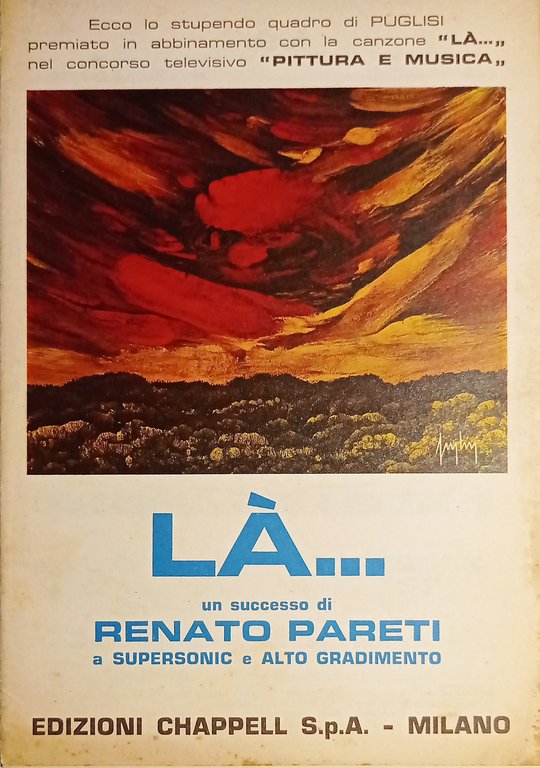 Ecco lo stupendo quadro di PUGLISI
premiato in abbinamento con la canzone "LÀ...„
nel concorso televisivo "PITTURA E MUSICA„
LÀ...
un successo di
RENATO PARETI
a SUPERSONIC e ALTO GRADIMENTO
EDIZIONI CHAPPELL S.p.A. - MILANO